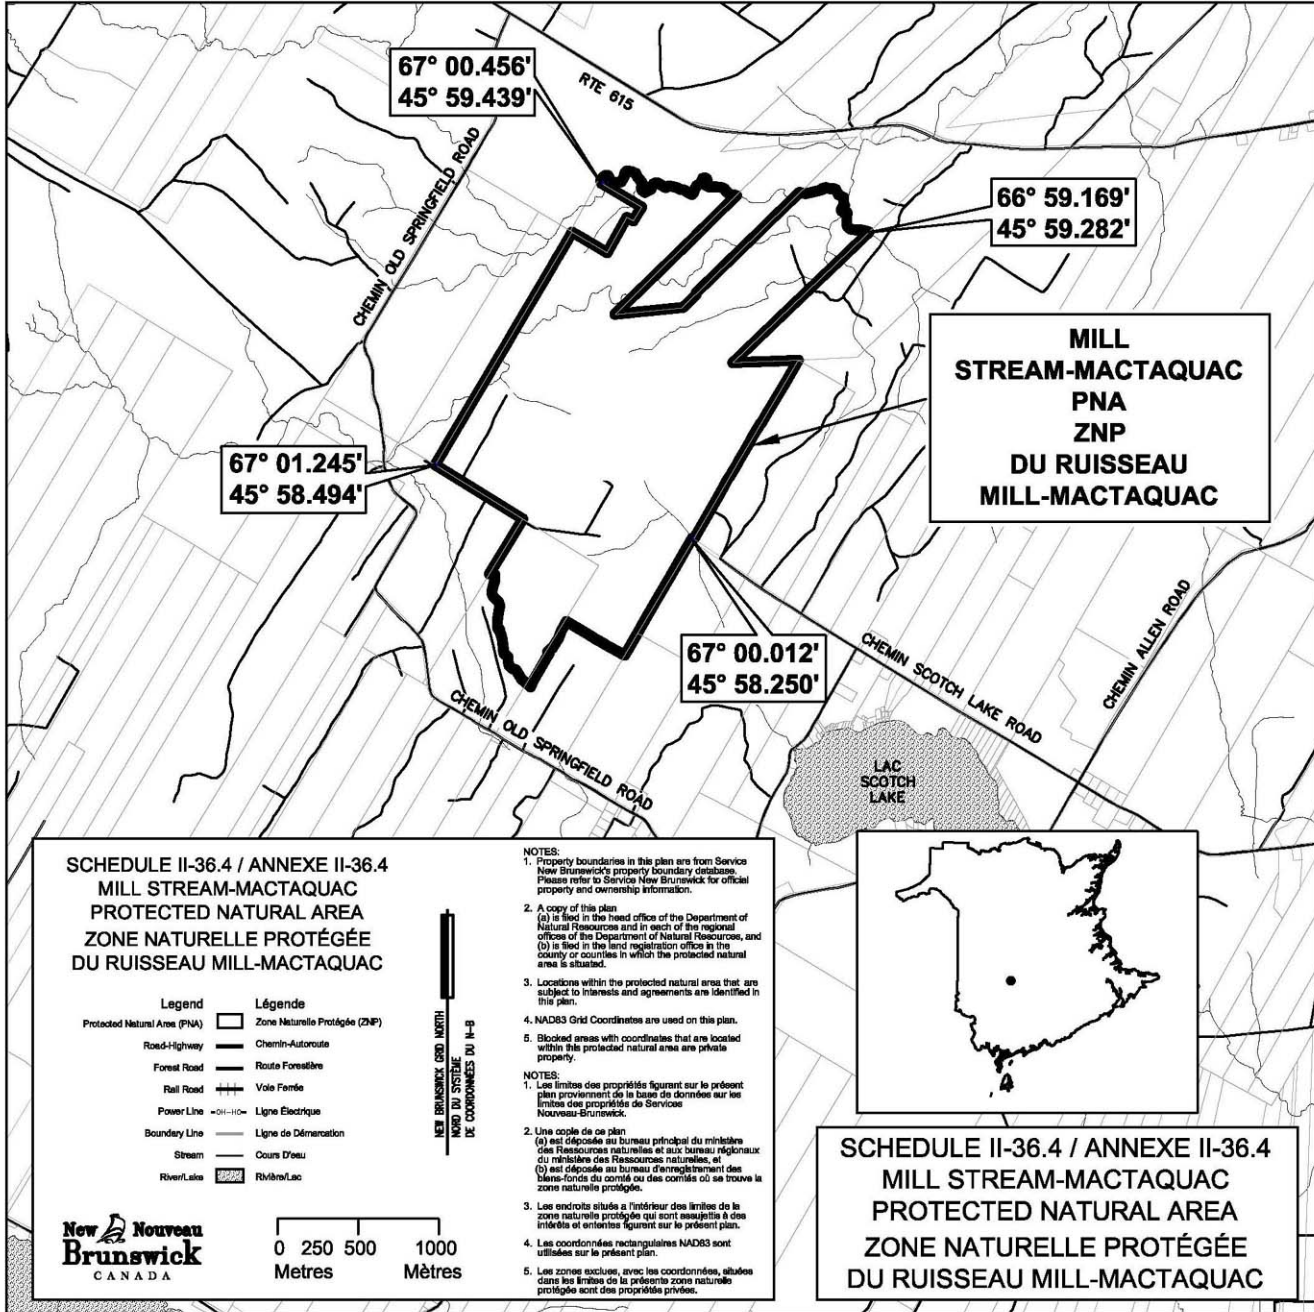 67° 00.456'
45° 59.439'
RTE 615
CHEMIN OLD SPRINGFIELD ROAD
66° 59.169'
45° 59.282'
MILL
STREAM-MACTAQUAC
PNA
ZNP
DU RUISSEAU
MILL-MACTAQUAC
67° 01.245'
45° 58.494'
67° 00.012'
45° 58.250'
CHEMIN SCOTCH LAKE ROAD
CHEMIN ALLEN ROAD
CHEMIN OLD SPRINGFIELD ROAD
LAC
SCOTCH
LAKE
SCHEDULE II-36.4 / ANNEXE II-36.4
MILL STREAM-MACTAQUAC
PROTECTED NATURAL AREA
ZONE NATURELLE PROTÉGÉE
DU RUISSEAU MILL-MACTAQUAC
Legend Légende
Protected Natural Area (PNA) Zone Naturelle Protégée (ZNP)
Road-Highway Chemin-Autoroute
Forest Road Route Forestière
Rail Road Voie Ferrée
Power Line -OH-HO- Ligne Électrique
Boundary Line Ligne de Démarcation
Stream Cours D'eau
River/Lake Rivière/Lac
NEW BRUNSWICK GRID NORTH
NORD DU SYSTÈME
DE COORDONNÉES DU N-B
New Nouveau
Brunswick
CANADA
0 250 500 1000
Metres Mètres
NOTES:
1. Property boundaries in this plan are from Service
New Brunswick's property boundary database.
Please refer to Service New Brunswick for official
property and ownership information.
2. A copy of this plan
(a) is filed in the head office of the Department of
Natural Resources and in each of the regional
offices of the Department of Natural Resources, and
(b) is filed in the land registration office in the
county or counties in which the protected natural
area is situated.
3. Locations within the protected natural area that are
subject to interests and agreements are identified in
this plan.
4. NAD83 Grid Coordinates are used on this plan.
5. Blocked areas with coordinates that are located
within this protected natural area are private
property.
NOTES:
1. Les limites des propriétés figurant sur le présent
plan proviennent de la base de données sur les
limites des propriétés de Services
Nouveau-Brunswick.
2. Une copie de ce plan
(a) est déposée au bureau principal du ministère
des Ressources naturelles et aux bureau régionaux
du ministère des Ressources naturelles, et
(b) est déposée au bureau d'enregistrement des
biens-fonds du comté ou des comtés où se trouve la
zone naturelle protégée.
3. Les endroits situés a l'intérieur des limites de la
zone naturelle protégée qui sont assujetis à des
intérêts et ententes figurent sur le présent plan.
4. Les coordonnées rectangulaires NAD83 sont
utilisées sur le présent plan.
5. Les zones exclues, avec les coordonnées, situées
dans les limites de la présente zone naturelle
protégée sont des propriétés privées.
SCHEDULE II-36.4 / ANNEXE II-36.4
MILL STREAM-MACTAQUAC
PROTECTED NATURAL AREA
ZONE NATURELLE PROTÉGÉE
DU RUISSEAU MILL-MACTAQUAC